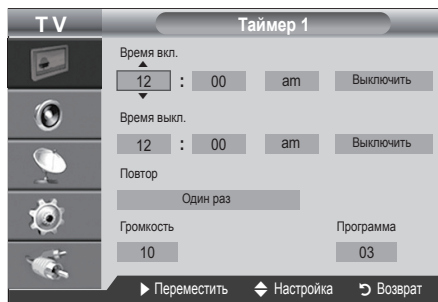 TV
Таймер 1
Время вкл.
12 : 00 am Выключить
Время выкл.
12 : 00 am Выключить
Повтор
Один раз
Громкость Программа
10 03
Переместить Настройка Возврат